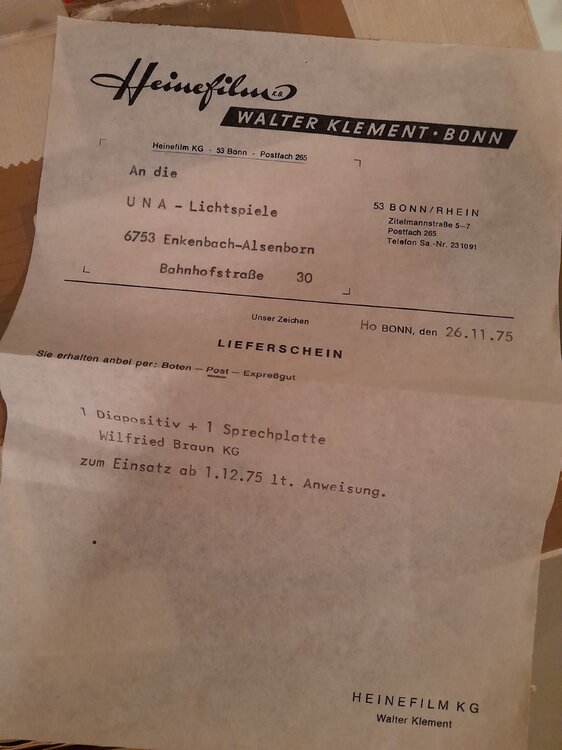 Heinefilm K.G.
WALTER KLEMENT · BONN
Heinefilm KG · 53 Bonn · Postfach 265
An die
UNA - Lichtspiele
6753 Enkenbach-Alsenborn
Bahnhofstraße 30
53 BONN/RHEIN
Zitelmannstraße 5–7
Postfach 265
Telefon Sa.-Nr. 231091
Unser Zeichen
Ho BONN, den 26.11.75
LIEFERSCHEIN
Sie erhalten anbei per: Boten – Post – Expreßgut
1 Diapositiv + 1 Sprechplatte
Wilfried Braun KG
zum Einsatz ab 1.12.75 lt. Anweisung.
HEINEFILM KG
Walter Klement